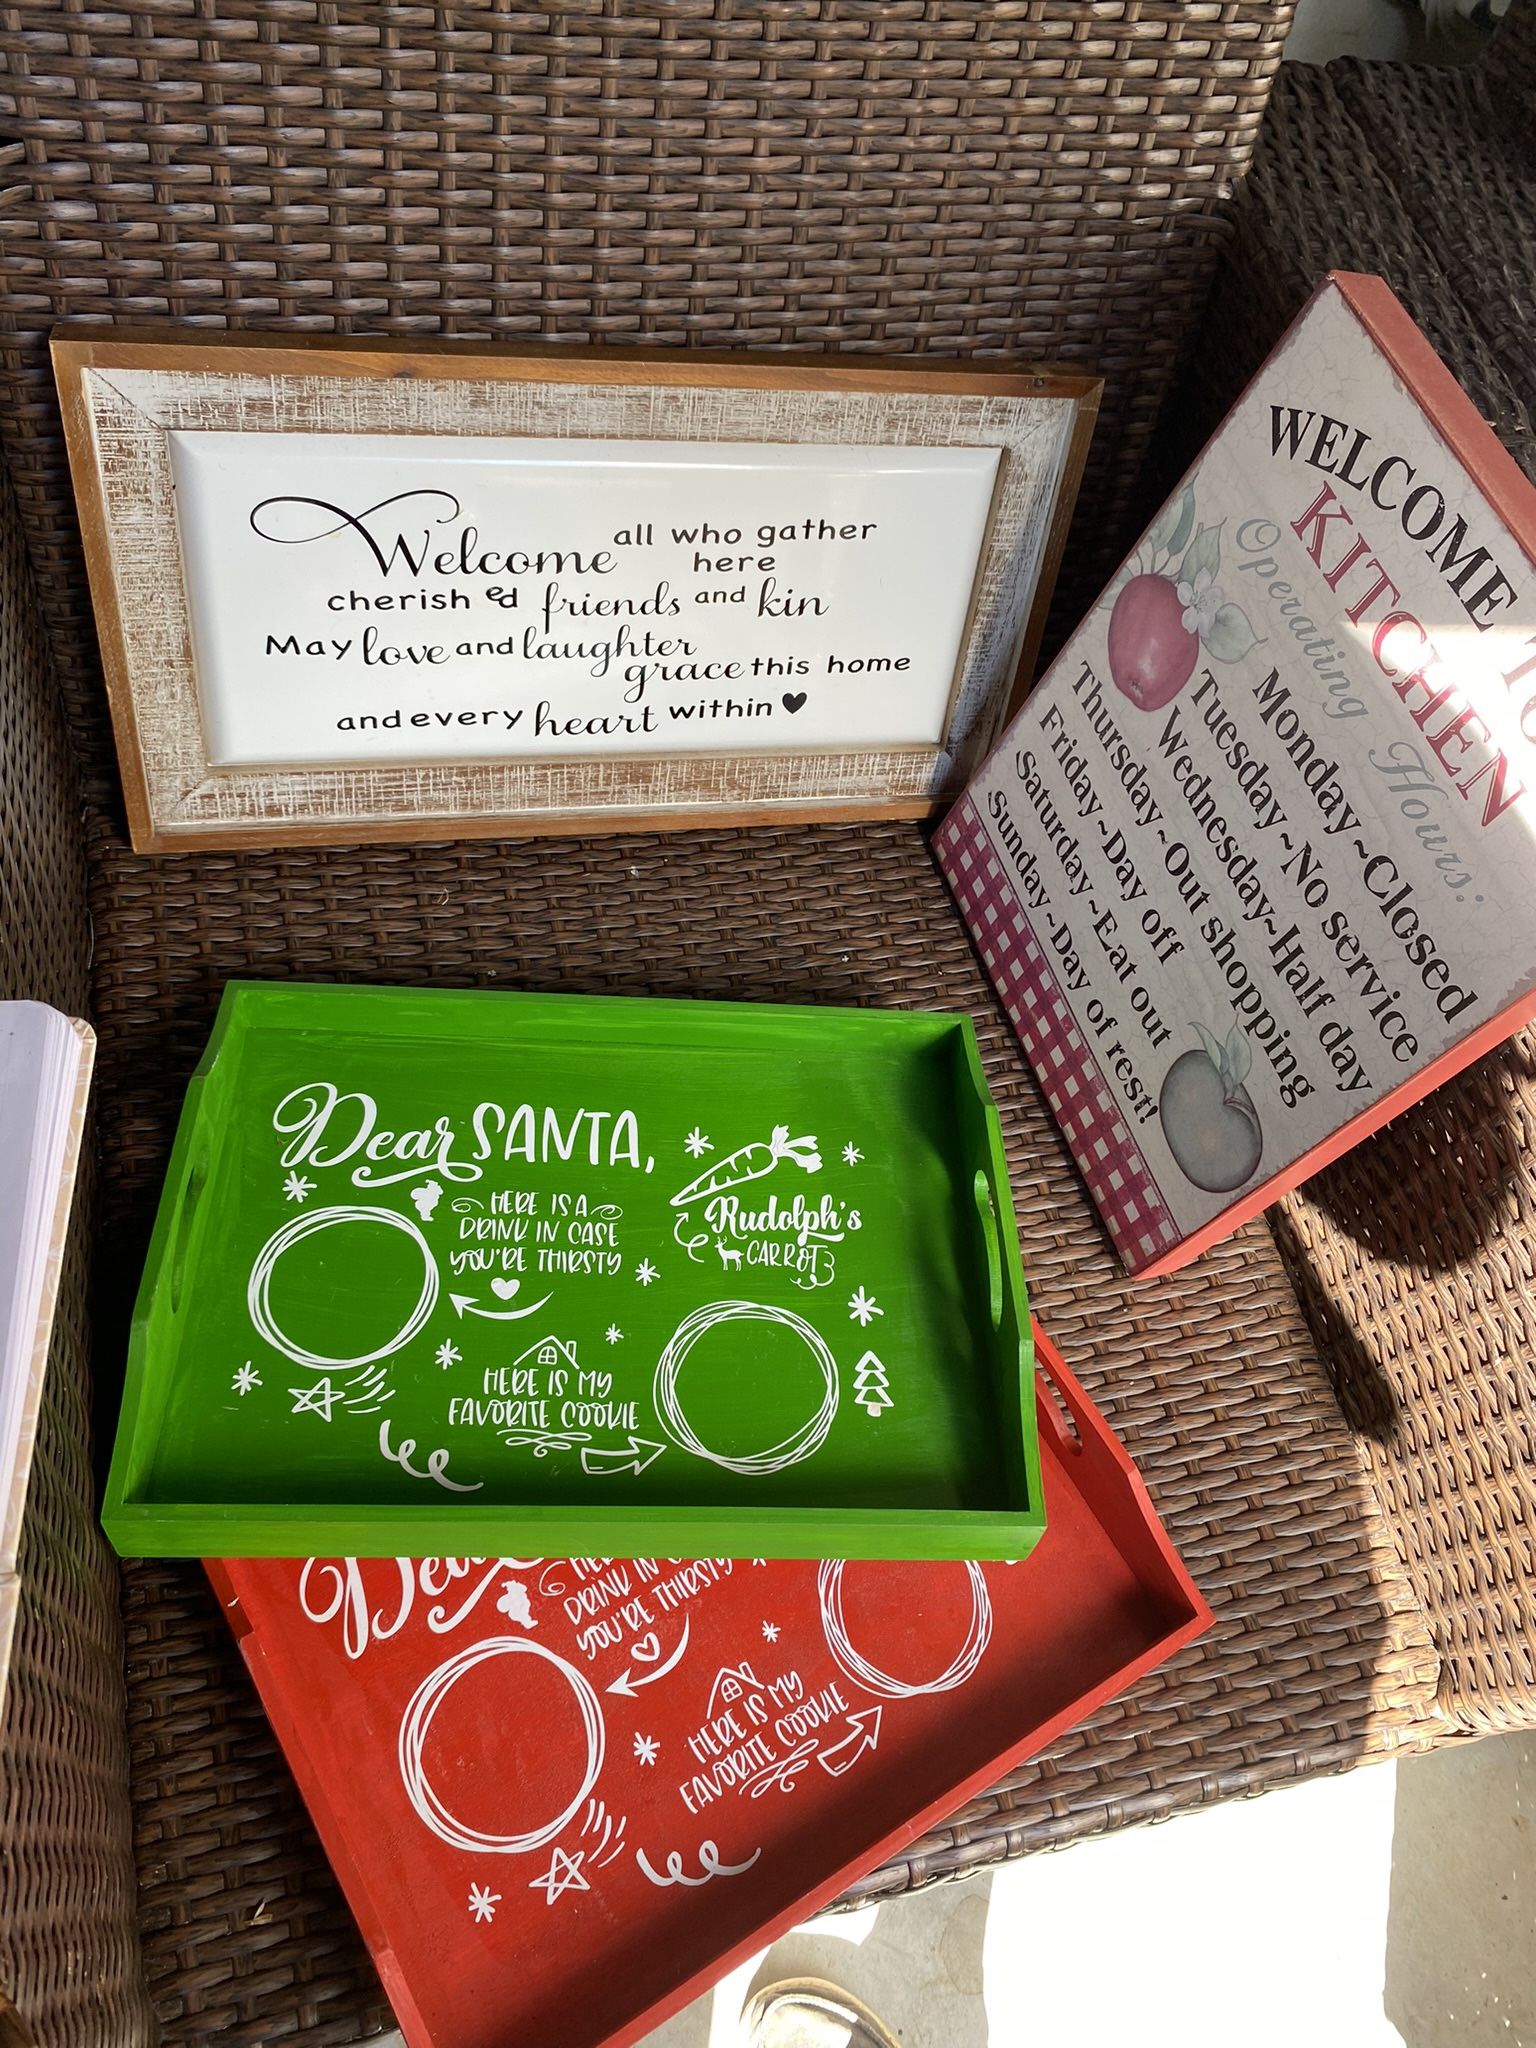 Welcome all who gather
here
cherished friends and kin
May love and laughter
grace this home
and every heart within
WELCOME TO
KITCHEN
Operating Hours:
Monday~Closed
Tuesday~No service
Wednesday~Half day
Thursday~Out shopping
Friday~Day off
Saturday~Eat out
Sunday~Day of rest!
Dear SANTA,
HERE IS A
DRINK IN CASE
YOU'RE THIRSTY
Rudolph's
CARROT
HERE IS MY
FAVORITE COOKIE
Dear
DRINK IN
YOU'RE THIRSTY
HERE IS MY
FAVORITE COOKIE